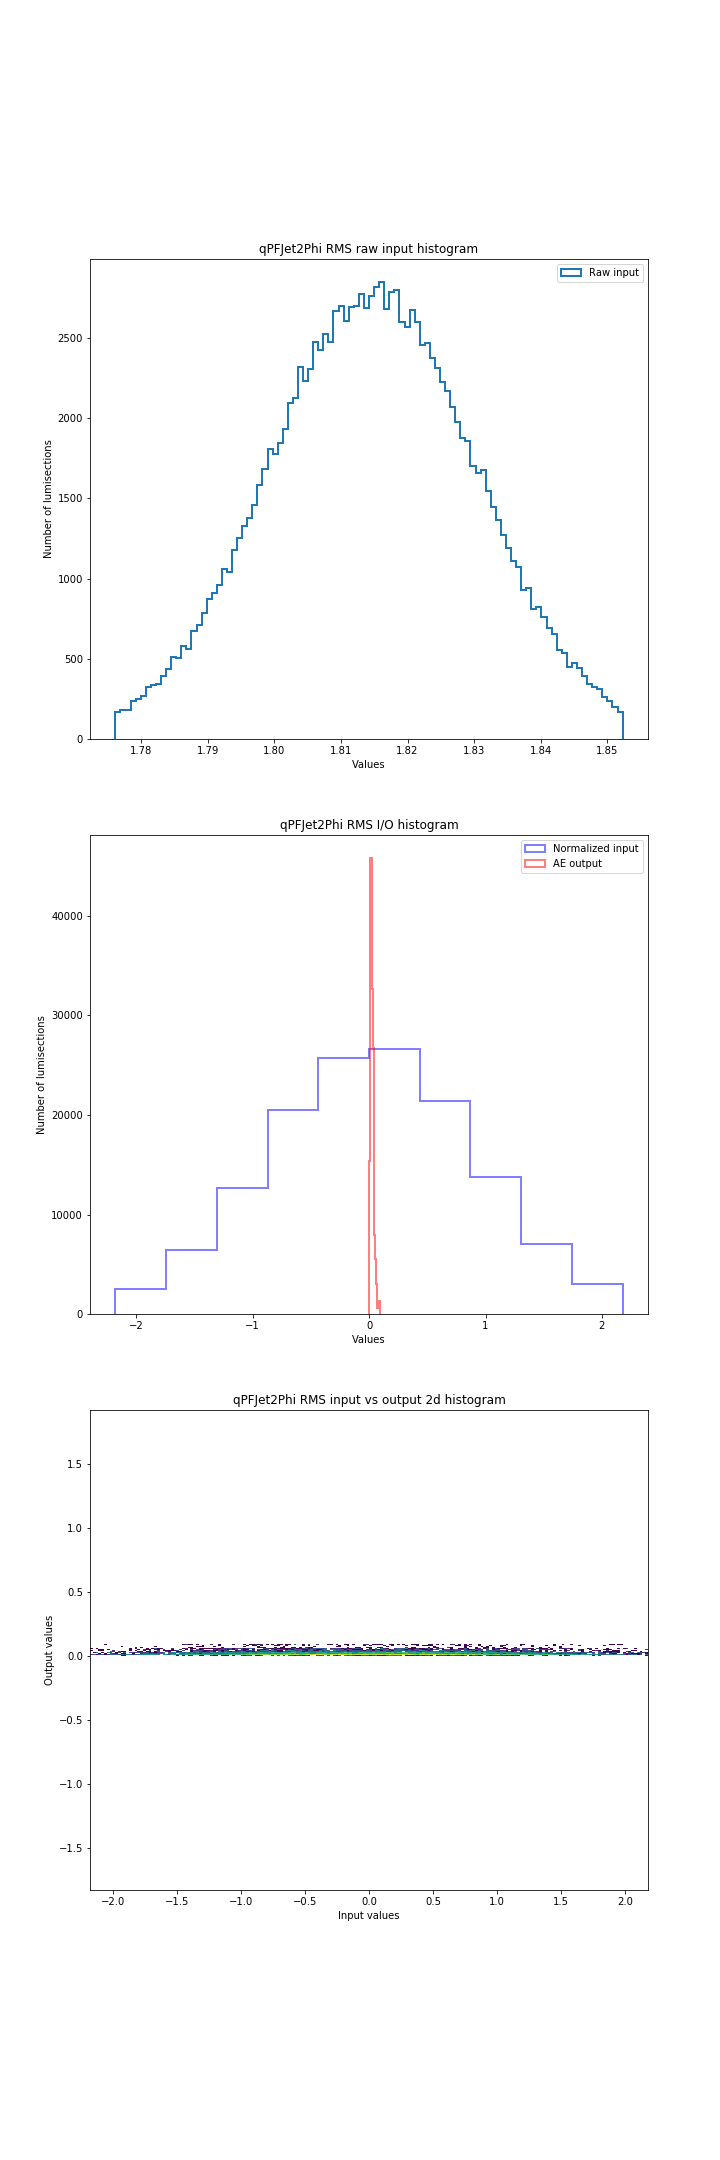 qPFJet2Phi RMS raw input histogram
Raw input
2500
2000
1500
1000
500
0
Number of lumisections
1.78 1.79 1.80 1.81 1.82 1.83 1.84 1.85
Values
qPFJet2Phi RMS I/O histogram
Normalized input
AE output
40000
30000
20000
10000
0
Number of lumisections
−2 −1 0 1 2
Values
qPFJet2Phi RMS input vs output 2d histogram
1.5
1.0
0.5
0.0
−0.5
−1.0
−1.5
Output values
−2.0 −1.5 −1.0 −0.5 0.0 0.5 1.0 1.5 2.0
Input values